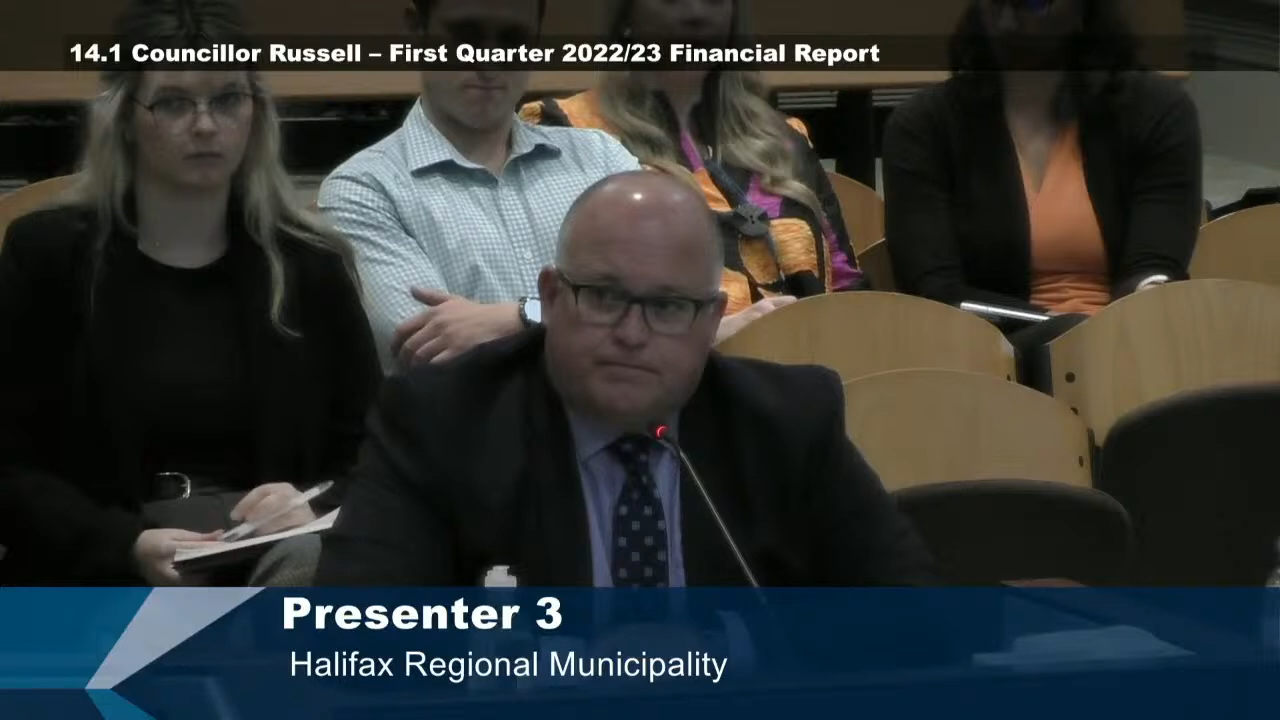 14.1 Councillor Russell – First Quarter 2022/23 Financial Report
Presenter 3
Halifax Regional Municipality